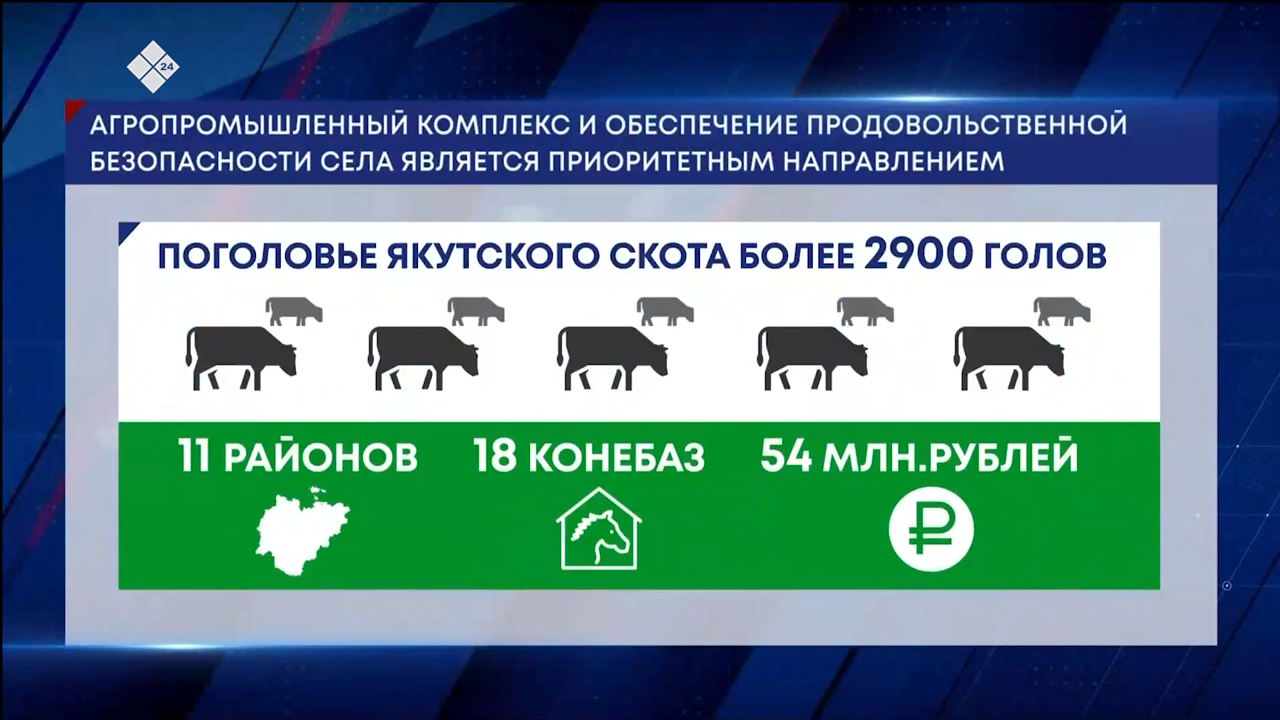 24
АГРОПРОМЫШЛЕННЫЙ КОМПЛЕКС И ОБЕСПЕЧЕНИЕ ПРОДОВОЛЬСТВЕННОЙ
БЕЗОПАСНОСТИ СЕЛА ЯВЛЯЕТСЯ ПРИОРИТЕТНЫМ НАПРАВЛЕНИЕМ
ПОГОЛОВЬЕ ЯКУТСКОГО СКОТА БОЛЕЕ 2900 ГОЛОВ
11 РАЙОНОВ 18 КОНЕБАЗ 54 МЛН.РУБЛЕЙ